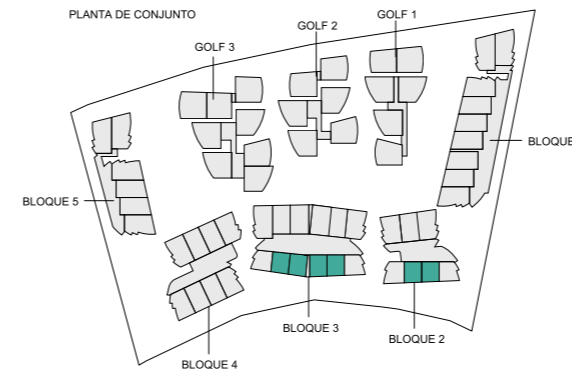 PLANTA DE CONJUNTO
GOLF 1
GOLF 2
GOLF 3
BLOQUE
BLOQUE 5
BLOQUE 3
BLOQUE 2
BLOQUE 4